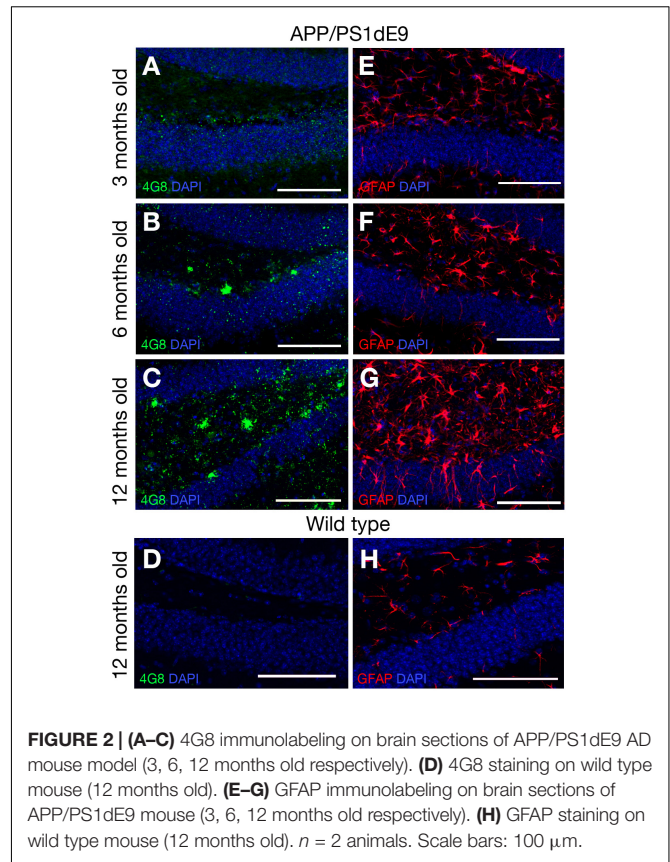 APP/PS1dE9
3 months old
A
4G8 DAPI
E
GFAP DAPI
6 months old
B
4G8 DAPI
F
GFAP DAPI
12 months old
C
4G8 DAPI
G
GFAP DAPI
Wild type
12 months old
D
4G8 DAPI
H
GFAP DAPI
FIGURE 2 | (A–C) 4G8 immunolabeling on brain sections of APP/PS1dE9 AD
mouse model (3, 6, 12 months old respectively). (D) 4G8 staining on wild type
mouse (12 months old). (E–G) GFAP immunolabeling on brain sections of
APP/PS1dE9 mouse (3, 6, 12 months old respectively). (H) GFAP staining on
wild type mouse (12 months old). n = 2 animals. Scale bars: 100 μm.